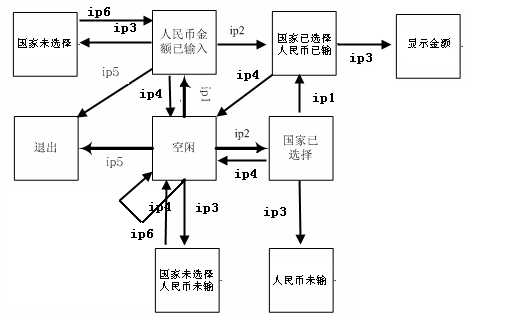 ip6
国家未选择
ip3
人民币金
额已输入
ip2
国家已选择
人民币已输
ip3
显示金额
ip5
ip4
ip1
ip4
ip1
退出
ip5
空闲
ip2
ip4
国家已
选择
ip4
ip6
ip3
ip3
国家未选择
人民币未输
人民币未输